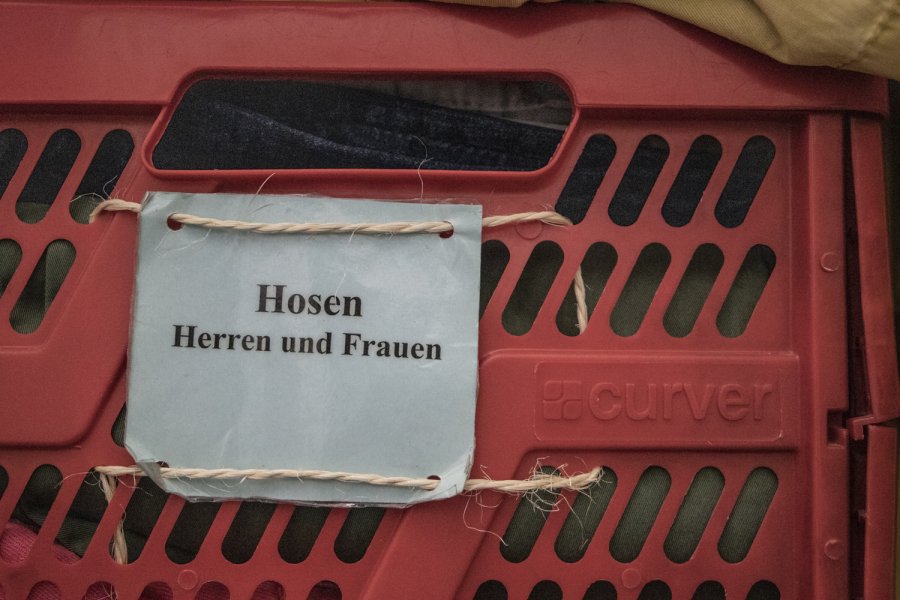 Hosen
Herren und Frauen
curver